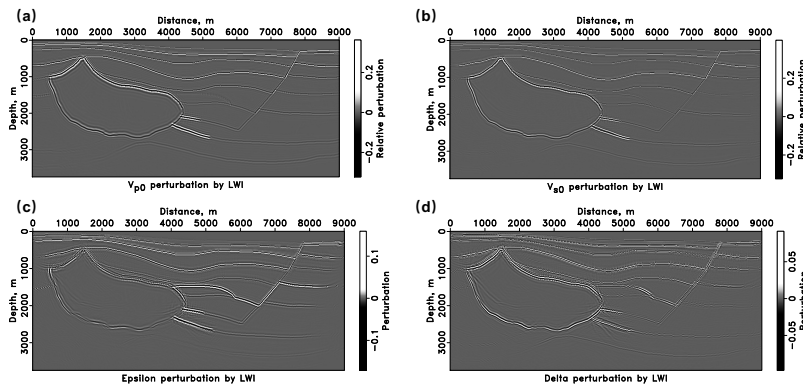 (a)
Distance, m
0 1000 2000 3000 4000 5000 6000 7000 8000 9000
0
1000
2000
3000
Depth, m
0.2
0
-0.2
Relative perturbation
Vp0 perturbation by LWI
(b)
Distance, m
0 1000 2000 3000 4000 5000 6000 7000 8000 9000
0
1000
2000
3000
Depth, m
0.2
0
-0.2
Relative perturbation
Vs0 perturbation by LWI
(c)
Distance, m
0 1000 2000 3000 4000 5000 6000 7000 8000 9000
0
1000
2000
3000
Depth, m
0.1
0
-0.1
Perturbation
Epsilon perturbation by LWI
(d)
Distance, m
0 1000 2000 3000 4000 5000 6000 7000 8000 9000
0
1000
2000
3000
Depth, m
0.05
0
-0.05
Perturbation
Delta perturbation by LWI